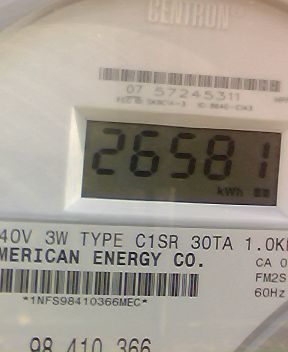 CENTRON
07 57245311
26581
kWh
40V 3W TYPE C1SR 30TA 1.0K
MERICAN ENERGY CO.
CA 0
FM2S
60Hz
*1NFS98410366MEC*
98 410 366